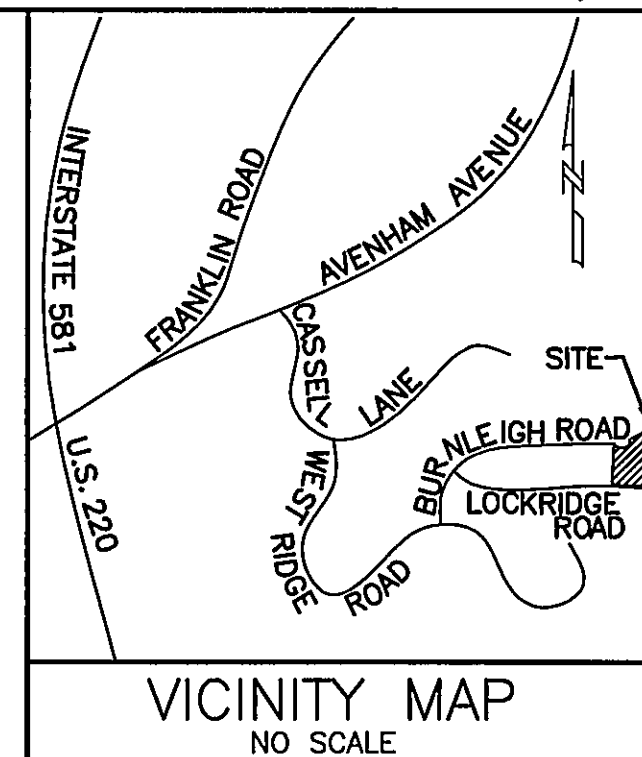 INTERSTATE 581
U.S. 220
FRANKLIN ROAD
AVENHAM AVENUE
N
CASSELL
LANE
SITE
WEST
RIDGE
ROAD
BURNLEIGH ROAD
LOCKRIDGE
ROAD
VICINITY MAP
NO SCALE